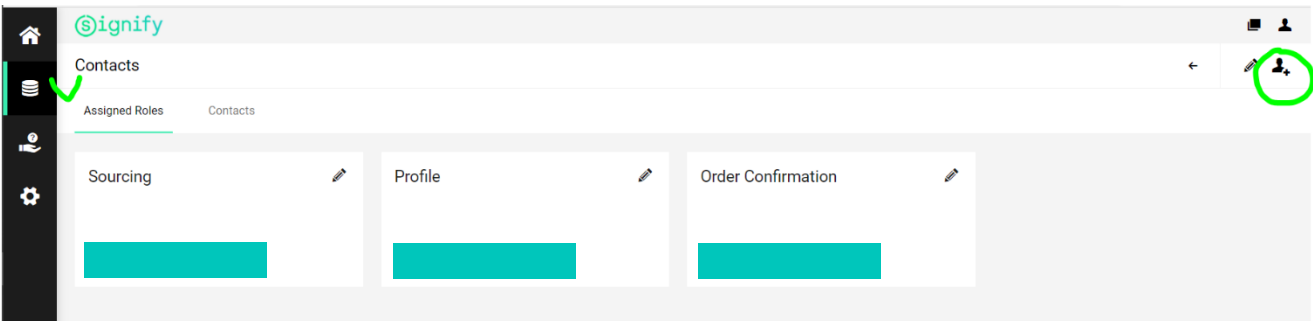 Signify
Contacts
Assigned Roles Contacts
Sourcing Profile Order Confirmation